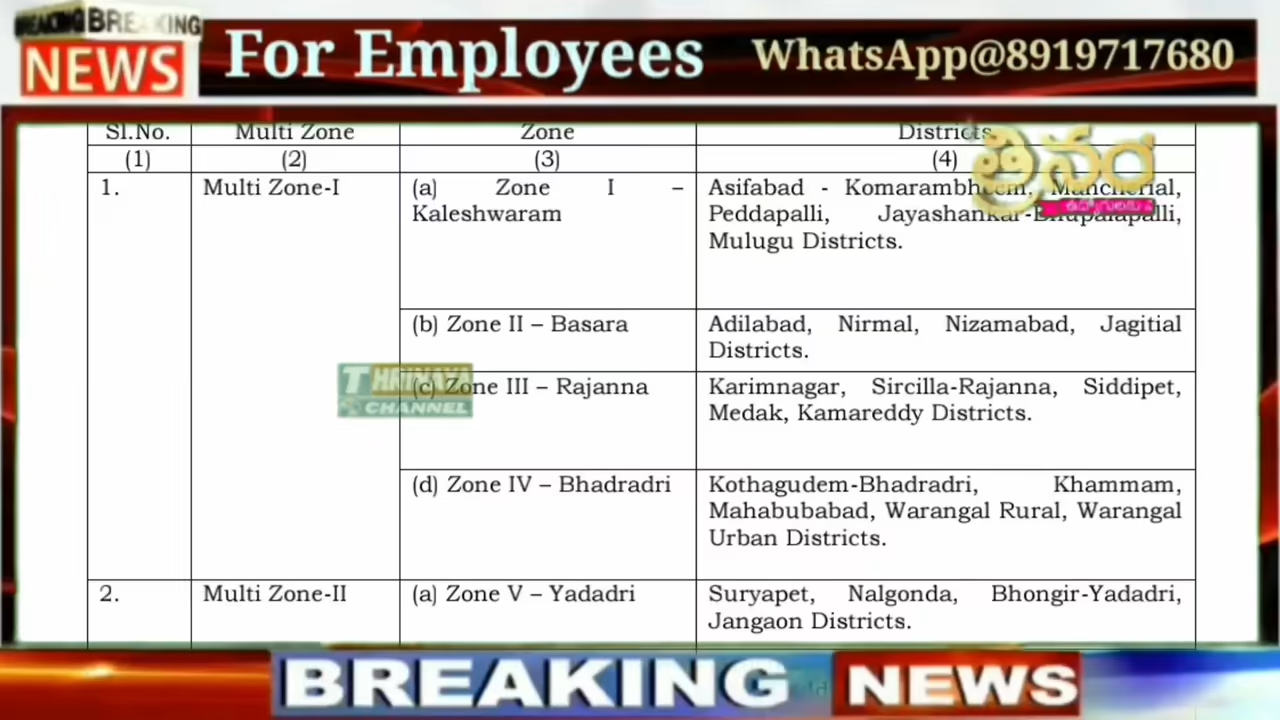 BREAKING BREAKING
NEWS
For Employees
WhatsApp@8919717680
Sl.No. Multi Zone Zone Districts
(1) (2) (3) (4)
త్రినం
1. Multi Zone-I (a) Zone I – Asifabad - Komarambheem, Mancherial,
Kaleshwaram Peddapalli, Jayashankar-Bhupalapalli,
Mulugu Districts.
(b) Zone II – Basara Adilabad, Nirmal, Nizamabad, Jagitial
Districts.
THRINAYA
CHANNEL
(c) Zone III – Rajanna Karimnagar, Sircilla-Rajanna, Siddipet,
Medak, Kamareddy Districts.
(d) Zone IV – Bhadradri Kothagudem-Bhadradri, Khammam,
Mahabubabad, Warangal Rural, Warangal
Urban Districts.
2. Multi Zone-II (a) Zone V – Yadadri Suryapet, Nalgonda, Bhongir-Yadadri,
Jangaon Districts.
BREAKING NEWS